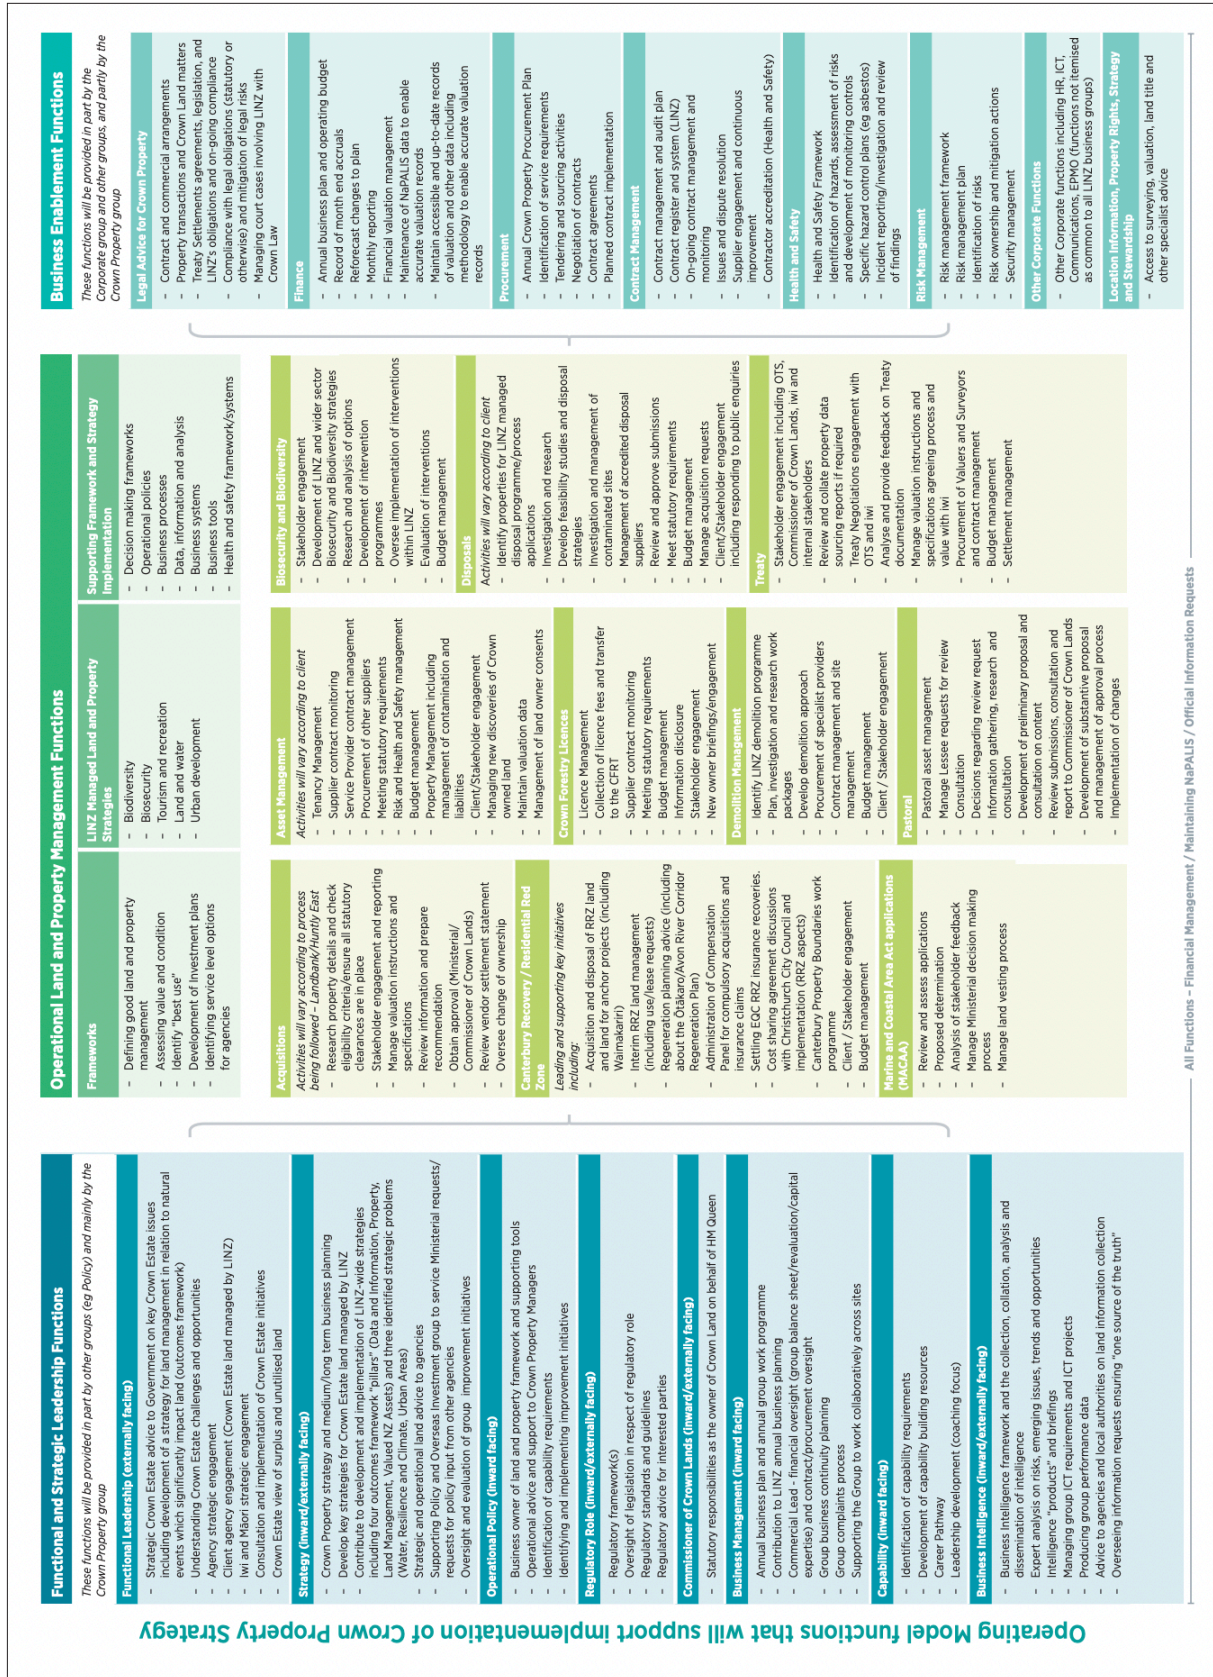 Operating Model functions that will support implementation of Crown Property Strategy
Functional and Strategic Leadership Functions
These functions will be provided in part by other groups (eg Policy) and mainly by the
Crown Property group
Functional Leadership (externally facing)
– Strategic Crown Estate advice to Government on key Crown Estate issues
including development of a strategy for land management in relation to natural
events which significantly impact land (outcomes framework)
– Understanding Crown Estate challenges and opportunities
– Agency strategic engagement
– Client agency engagement (Crown Estate land managed by LINZ)
– Iwi and Māori strategic engagement
– Consultation and implementation of Crown Estate initiatives
– Crown Estate view of surplus and unutilised land
Strategy (Inward/externally facing)
– Crown Property strategy and medium/long term business planning
– Develop key strategies for Crown Estate land managed by LINZ
– Contribute to development and implementation of LINZ-wide strategies
including four outcomes framework "pillars" (Data and Information, Property,
Land Management, Valued NZ Assets) and three identified strategic problems
(Water, Resilience and Climate, Urban Areas)
– Strategic and operational land advice to agencies
– Supporting Policy and Overseas Investment group to service Ministerial requests/
requests for policy input from other agencies
– Oversight and evaluation of group improvement initiatives
Operational Policy (Inward facing)
– Business owner of land and property framework and supporting tools
– Operational advice and support to Crown Property Managers
– Identification of capability requirements
– Identifying and implementing improvement initiatives
Regulatory Role (Inward/externally facing)
– Regulatory framework(s)
– Oversight of legislation in respect of regulatory role
– Regulatory standards and guidelines
– Regulatory advice for interested parties
Commissioner of Crown Lands (Inward/externally facing)
– Statutory responsibilities as the owner of Crown Land on behalf of HM Queen
Business Management (Inward facing)
– Annual business plan and annual group work programme
– Contribution to LINZ annual business plan
– Commercial Lead - financial oversight (group balance sheet/revaluation/capital
expertise) and contract/procurement oversight
– Group business continuity planning
– Group complaints process
– Supporting the Group to work collaboratively across sites
Capability (Inward facing)
– Identification of capability requirements
– Development of capability building resources
– Career Pathway
– Leadership development (coaching focus)
Business Intelligence (Inward/externally facing)
– Business Intelligence framework and the collection, collation, analysis and
dissemination of intelligence
– Expert analysis on risks, emerging issues, trends and opportunities
– Intelligence "products" and briefings
– Managing group ICT requirements and ICT projects
– Producing group performance data
– Advice to agencies and local authorities on land information collection
– Overseeing information requests ensuring "one source of the truth"
Operational Land and Property Management Functions
Frameworks
– Defining good land and property
management
– Assessing value and condition
– Identify "best use"
– Development of Investment plans
– Identifying service level options
for agencies
LINZ Managed Land and Property
Strategies
– Biodiversity
– Biosecurity
– Tourism and recreation
– Land and water
– Urban development
Supporting Framework and Strategy
Implementation
– Decision making frameworks
– Operational policies
– Business processes
– Data, information and analysis
– Business systems
– Business tools
– Health and safety framework/systems
Acquisitions
Activities will vary according to process
being followed – Landbank/Huntly East
– Research property details and check
eligibility criteria/ensure all statutory
clearances are in place
– Stakeholder engagement and reporting
– Manage valuation instructions and
specifications
– Review information and prepare
recommendation
– Obtain approval (Ministerial/
Commissioner of Crown Lands)
– Review vendor settlement statement
– Oversee change of ownership
Canterbury Recovery / Residential Red
Zone
Leading and supporting key initiatives
including:
– Acquisition and disposal of RRZ land
and land for anchor projects (including
Waimakariri)
– Interim RRZ land management
(including use/lease requests)
– Regeneration planning advice (including
about the Ōtākaro/Avon River Corridor
Regeneration Plan)
– Administration of Compensation
Panel for compulsory acquisitions and
insurance claims
– Settling EQC RRZ insurance recoveries.
– Cost sharing agreement discussions
with Christchurch City Council and
implementation (RRZ aspects)
– Canterbury Property Boundaries work
programme
– Client / Stakeholder engagement
– Budget management
Marine and Coastal Area Act applications
(MACAA)
– Review and assess applications
– Proposed determination
– Analysis of stakeholder feedback
– Manage Ministerial decision making
process
– Manage land vesting process
Asset Management
Activities will vary according to client
– Tenancy Management
– Supplier contract monitoring
– Service Provider contract management
– Procurement of other suppliers
– Meeting statutory requirements
– Risk and Health and Safety management
– Budget management
– Property Management including
management of contamination and
liabilities
– Client/Stakeholder engagement
– Managing new discoveries of Crown
owned land
– Maintain valuation data
– Management of land owner consents
Crown Forestry Licences
– Licence Management
– Collection of licence fees and transfer
to the CFRT
– Supplier contract monitoring
– Meeting statutory requirements
– Budget management
– Information disclosure
– Stakeholder engagement
– New owner briefings/engagement
Demolition Management
– Identify LINZ demolition programme
– Plan, investigation and research work
packages
– Develop demolition approach
– Procurement of specialist providers
– Contract management and site
management
– Budget management
– Client / Stakeholder engagement
Pastoral
– Pastoral asset management
– Manage Lessee requests for review
– Consultation
– Decisions regarding review request
– Information gathering, research and
consultation
– Development of preliminary proposal and
consultation on content
– Review submissions, consultation and
report to Commissioner of Crown Lands
– Development of substantive proposal
and management of approval process
– Implementation of changes
Biosecurity and Biodiversity
– Stakeholder engagement
– Development of LINZ and wider sector
Biosecurity and Biodiversity strategies
– Research and analysis of options
– Development of intervention
programmes
– Oversee implementation of interventions
within LINZ
– Evaluation of interventions
– Budget management
Disposals
Activities will vary according to client
– Identify properties for LINZ managed
disposal programme/process
applications
– Investigation and research
– Develop feasibility studies and disposal
strategies
– Investigation and management of
contaminated sites
– Management of accredited disposal
suppliers
– Review and approve submissions
– Meet statutory requirements
– Budget management
– Manage acquisition requests
– Client/Stakeholder engagement
including responding to public enquiries
Treaty
– Stakeholder engagement including OTS,
Commissioner of Crown Lands, iwi and
internal stakeholders
– Review and collate property data
sourcing reports if required
– Treaty Negotiations engagement with
OTS and iwi
– Analyse and provide feedback on Treaty
documentation
– Manage valuation instructions and
specifications agreeing process and
value with iwi
– Procurement of Valuers and Surveyors
and contract management
– Budget management
– Settlement management
Business Enablement Functions
These functions will be provided in part by the
Corporate group and other groups, and partly by the
Crown Property group
Legal Advice for Crown Property
– Contract and commercial arrangements
– Property transactions and Crown Land matters
– Treaty Settlements agreements, legislation, and
LINZ's obligations and on-going compliance
– Compliance with legal obligations (statutory or
otherwise) and mitigation of legal risks
– Managing court cases involving LINZ with
Crown Law
Finance
– Annual business plan and operating budget
– Record of month end accruals
– Reforecast changes to plan
– Monthly reporting
– Financial valuation management
– Maintenance of NaPALIS data to enable
accurate valuation records
– Maintain accessible and up-to-date records
of valuation and other data including
methodology to enable accurate valuation
records
Procurement
– Annual Crown Property Procurement Plan
– Identification of service requirements
– Tendering and sourcing activities
– Negotiation of contracts
– Contract agreements
– Planned contract implementation
Contract Management
– Contract management and audit plan
– Contract register and system (LINZ)
– On-going contract management and
monitoring
– Issues and dispute resolution
– Supplier engagement and continuous
improvement
– Contractor accreditation (Health and Safety)
Health and Safety
– Health and Safety Framework
– Identification of hazards, assessment of risks
and development of monitoring controls
– Specific hazard control plans (eg asbestos)
– Incident reporting/investigation and review
of findings
Risk Management
– Risk management framework
– Risk management plan
– Identification of risks
– Risk ownership and mitigation actions
– Security management
Other Corporate Functions
– Other Corporate functions including HR, ICT,
Communications, EPMO (functions not itemised
as common to all LINZ business groups)
Location Information, Property Rights, Strategy
and Stewardship
– Access to surveying, valuation, land title and
other specialist advice
All Functions – Financial Management / Maintaining NaPALIS / Official Information Requests